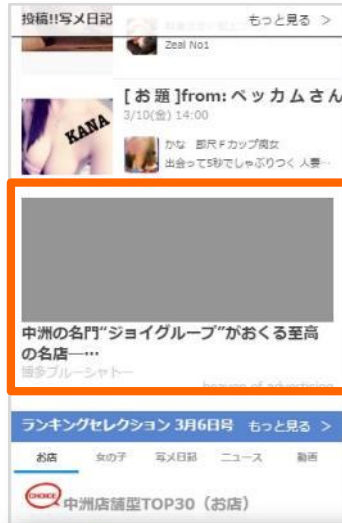 投稿!!写メ日記 もっと見る >
Zeal No1
[お題]from:ベッカムさん
3/10(金) 14:00
KANA
かな 即尺Fカップ痴女
出会って5秒でしゃぶりつく人妻…
中洲の名門“ジョイグループ”がおくる至高
の名店―…
博多ブルーシャトー
heaven of advertising
ランキングセレクション 3月6日号 もっと見る >
お店 女の子 写メ日記 ニュース 動画
CHOICE 中洲店舗型TOP30(お店)